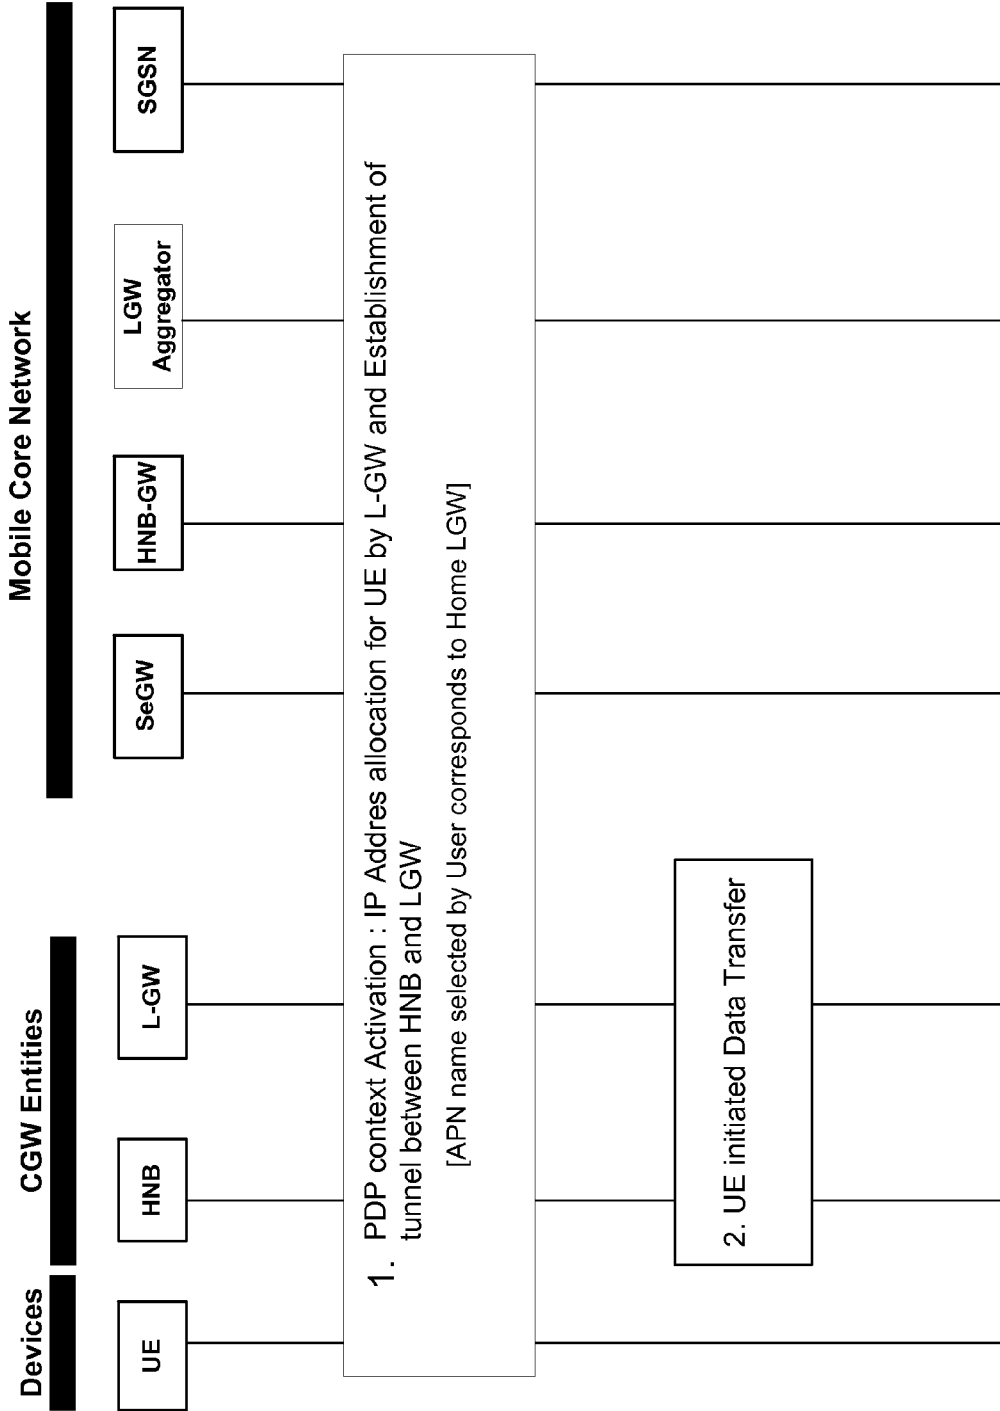 Devices
CGW Entities
Mobile Core Network
UE
HNB
L-GW
SeGW
HNB-GW
LGW
Aggregator
SGSN
1. PDP context Activation : IP Addres allocation for UE by L-GW and Establishment of
tunnel between HNB and LGW
[APN name selected by User corresponds to Home LGW]
2. UE initiated Data Transfer